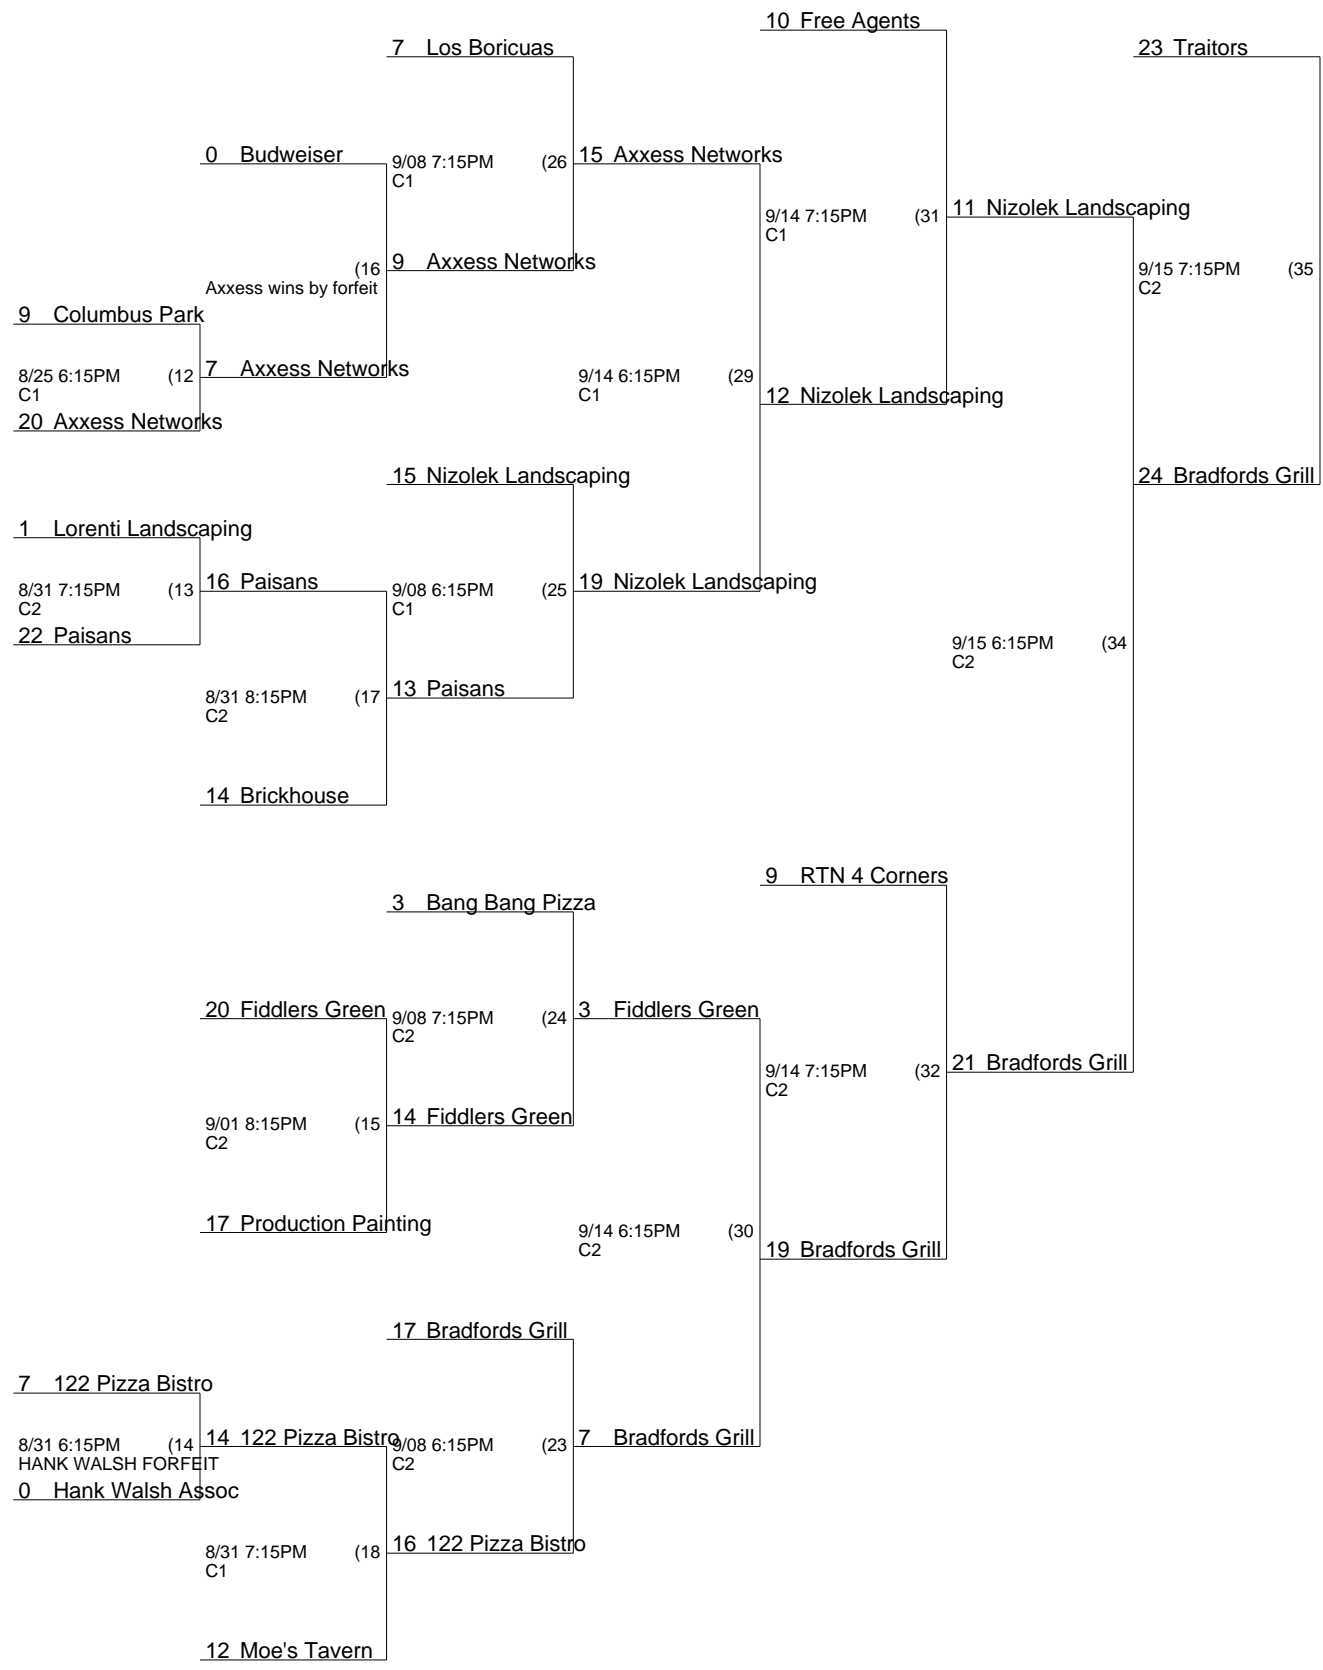 10 Free Agents
7 Los Boricuas
23 Traitors
0 Budweiser
9/08 7:15PM (26
C1
15 Axxess Networks
9/14 7:15PM (31
C1
11 Nizolek Landscaping
(16
Axxess wins by forfeit
9 Axxess Networks
9/15 7:15PM (35
C2
9 Columbus Park
8/25 6:15PM (12
C1
7 Axxess Networks
9/14 6:15PM (29
C1
12 Nizolek Landscaping
20 Axxess Networks
15 Nizolek Landscaping
24 Bradfords Grill
1 Lorenti Landscaping
8/31 7:15PM (13
C2
16 Paisans
9/08 6:15PM (25
C1
19 Nizolek Landscaping
22 Paisans
9/15 6:15PM (34
C2
8/31 8:15PM (17
C2
13 Paisans
14 Brickhouse
9 RTN 4 Corners
3 Bang Bang Pizza
20 Fiddlers Green
9/08 7:15PM (24
C2
3 Fiddlers Green
9/14 7:15PM (32
C2
21 Bradfords Grill
9/01 8:15PM (15
C2
14 Fiddlers Green
17 Production Painting
9/14 6:15PM (30
C2
19 Bradfords Grill
17 Bradfords Grill
7 122 Pizza Bistro
8/31 6:15PM (14
HANK WALSH FORFEIT
14 122 Pizza Bistro
9/08 6:15PM (23
C2
7 Bradfords Grill
0 Hank Walsh Assoc
8/31 7:15PM (18
C1
16 122 Pizza Bistro
12 Moe's Tavern